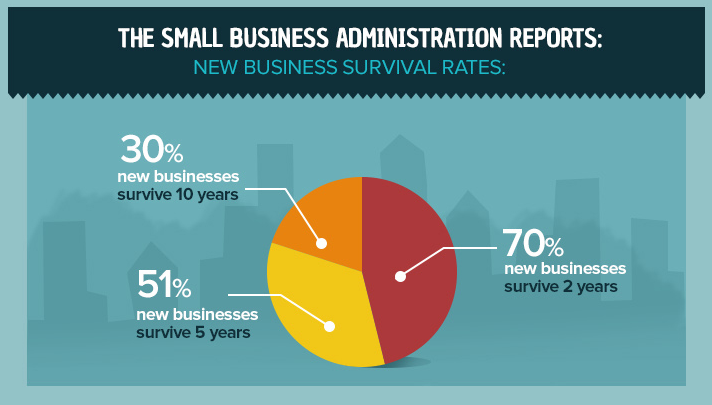 THE SMALL BUSINESS ADMINISTRATION REPORTS:
NEW BUSINESS SURVIVAL RATES:
30%
new businesses
survive 10 years
70%
new businesses
survive 2 years
51%
new businesses
survive 5 years